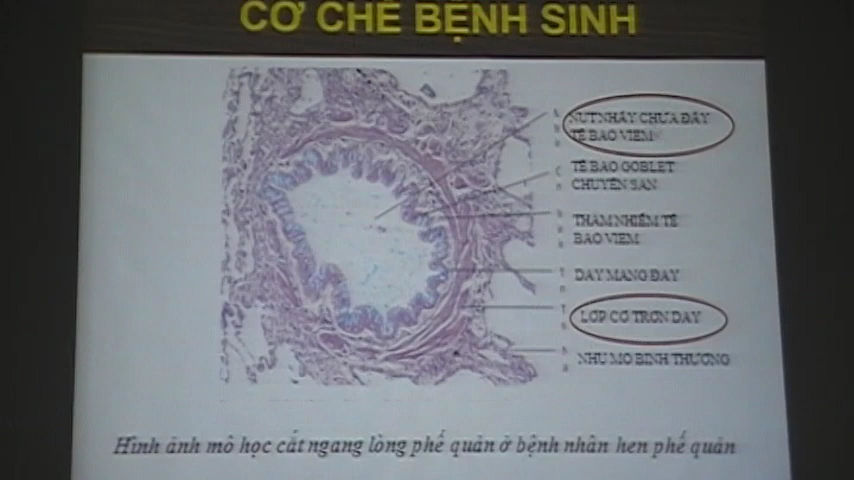 CƠ CHẾ BỆNH SINH
NÚT NHẦY CHỨA ĐẦY
TẾ BÀO VIÊM
TẾ BÀO GOBLET
CHUYỂN SẢN
THÂM NHIỄM TẾ
BÀO VIÊM
DÀY MÀNG ĐÁY
LỚP CƠ TRƠN DÀY
NHU MÔ BÌNH THƯỜNG
Hình ảnh mô học cắt ngang lòng phế quản ở bệnh nhân hen phế quản